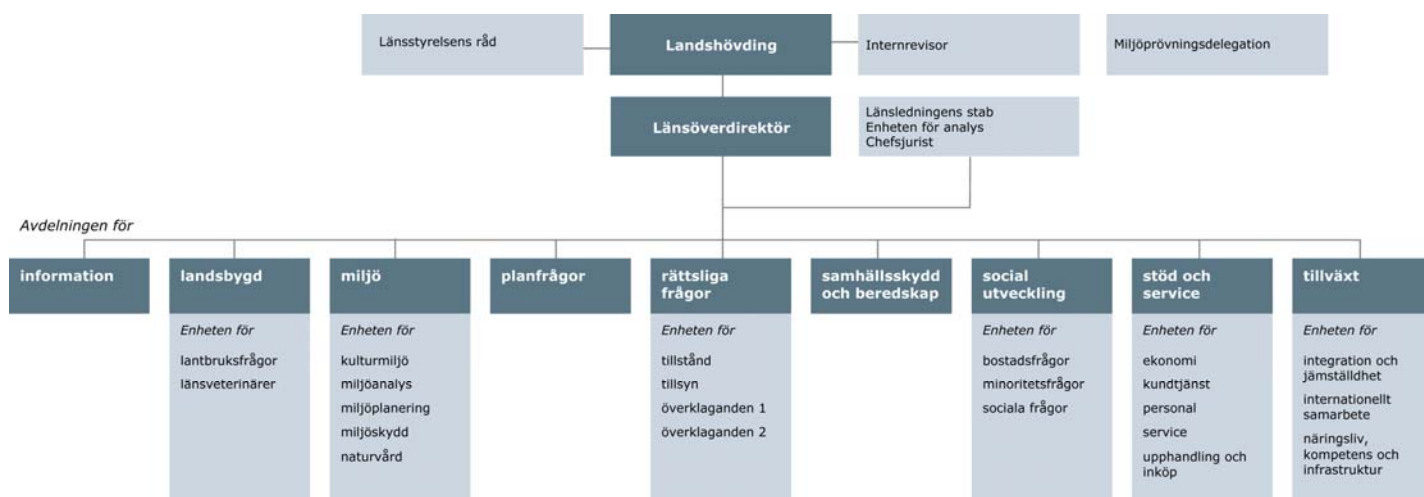 Länsstyrelsens råd
Landshövding
Internrevisor
Miljöprövningsdelegation
Länsöverdirektör
Länsledningens stab
Enheten för analys
Chefsjurist
Avdelningen för
information
landsbygd
Enheten för
lantbruksfrågor
länsveterinärer
miljö
Enheten för
kulturmiljö
miljöanalys
miljöplanering
miljöskydd
naturvård
planfrågor
rättsliga
frågor
Enheten för
tillstånd
tillsyn
överklaganden 1
överklaganden 2
samhällsskydd
och beredskap
social
utveckling
Enheten för
bostadsfrågor
minoritetsfrågor
sociala frågor
stöd och
service
Enheten för
ekonomi
kundtjänst
personal
service
upphandling och
inköp
tillväxt
Enheten för
integration och
jämställdhet
internationellt
samarbete
näringsliv,
kompetens och
infrastruktur